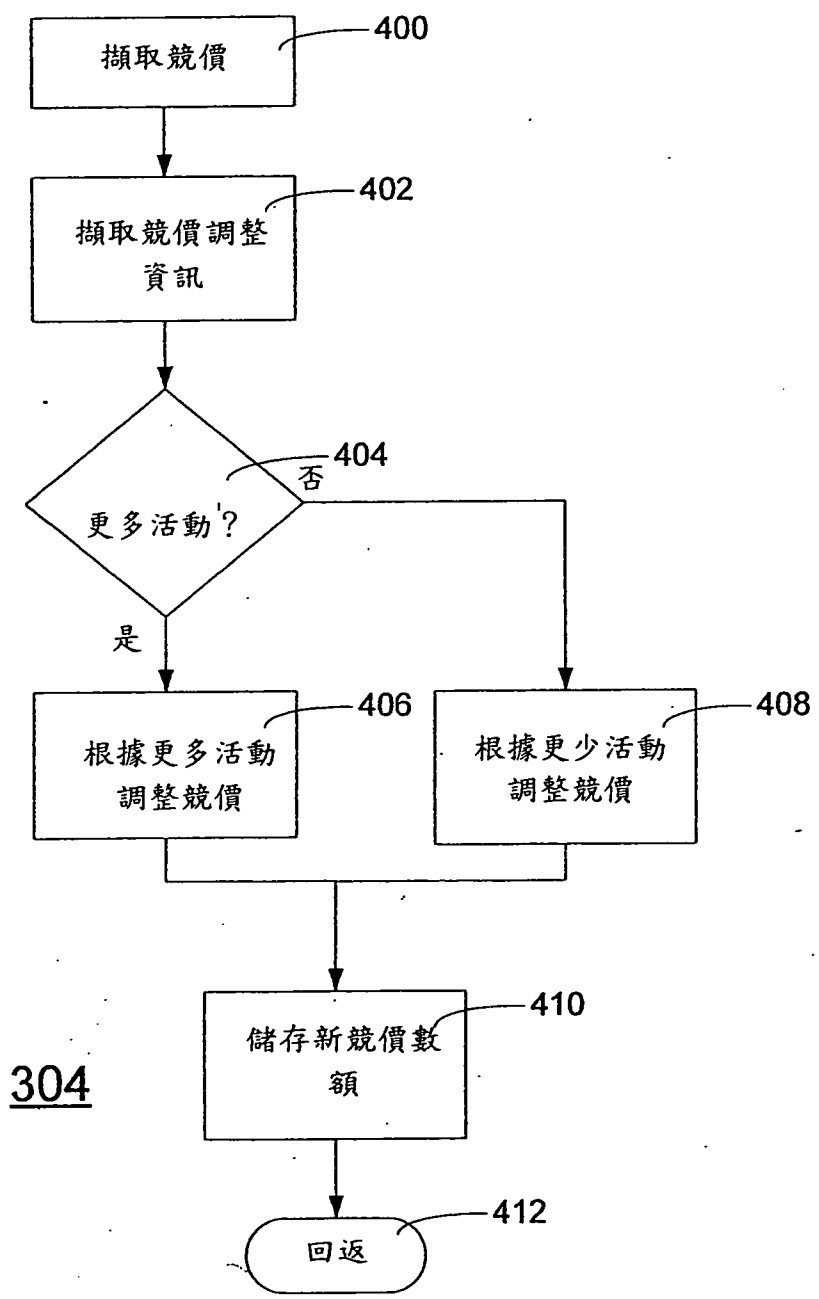 400
擷取競價
402
擷取競價調整
資訊
404
否
更多活動?
是
406
根據更多活動
調整競價
408
根據更少活動
調整競價
410
儲存新競價數
額
304
412
回返